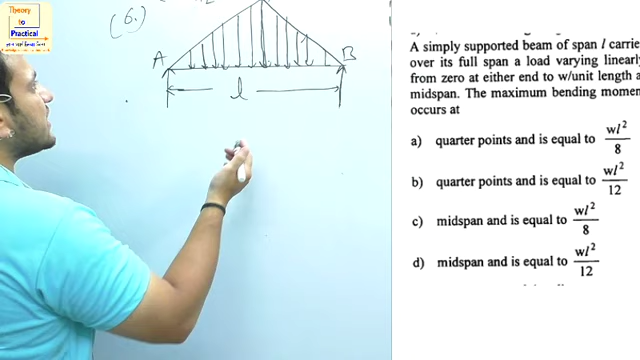 Theory
to
Practical
(6.)
A
B
l
A simply supported beam of span l carrie
over its full span a load varying linearly
from zero at either end to w/unit length a
midspan. The maximum bending momen
occurs at
a) quarter points and is equal to wl²/8
b) quarter points and is equal to wl²/12
c) midspan and is equal to wl²/8
d) midspan and is equal to wl²/12